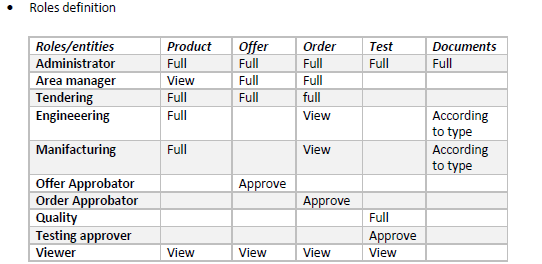 • Roles definition
Roles/entities Product Offer Order Test Documents
Administrator Full Full Full Full Full
Area manager View Full Full
Tendering Full Full full
Engineeering Full View According
to type
Manifacturing Full View According
to type
Offer Approbator Approve
Order Approbator Approve
Quality Full
Testing approver Approve
Viewer View View View View